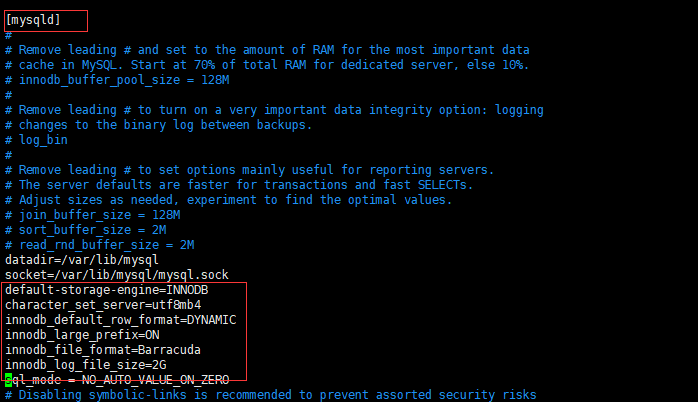 [mysqld]
#
# Remove leading # and set to the amount of RAM for the most important data
# cache in MySQL. Start at 70% of total RAM for dedicated server, else 10%.
# innodb_buffer_pool_size = 128M
#
# Remove leading # to turn on a very important data integrity option: logging
# changes to the binary log between backups.
# log_bin
#
# Remove leading # to set options mainly useful for reporting servers.
# The server defaults are faster for transactions and fast SELECTs.
# Adjust sizes as needed, experiment to find the optimal values.
# join_buffer_size = 128M
# sort_buffer_size = 2M
# read_rnd_buffer_size = 2M
datadir=/var/lib/mysql
socket=/var/lib/mysql/mysql.sock
default-storage-engine=INNODB
character_set_server=utf8mb4
innodb_default_row_format=DYNAMIC
innodb_large_prefix=ON
innodb_file_format=Barracuda
innodb_log_file_size=2G
sql_mode = NO_AUTO_VALUE_ON_ZERO
# Disabling symbolic-links is recommended to prevent assorted security risks